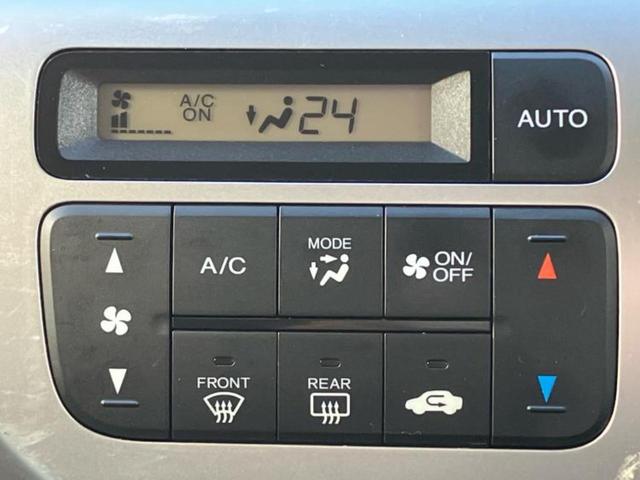 A/C
ON
24
AUTO
A/C
MODE
ON/
OFF
FRONT
REAR